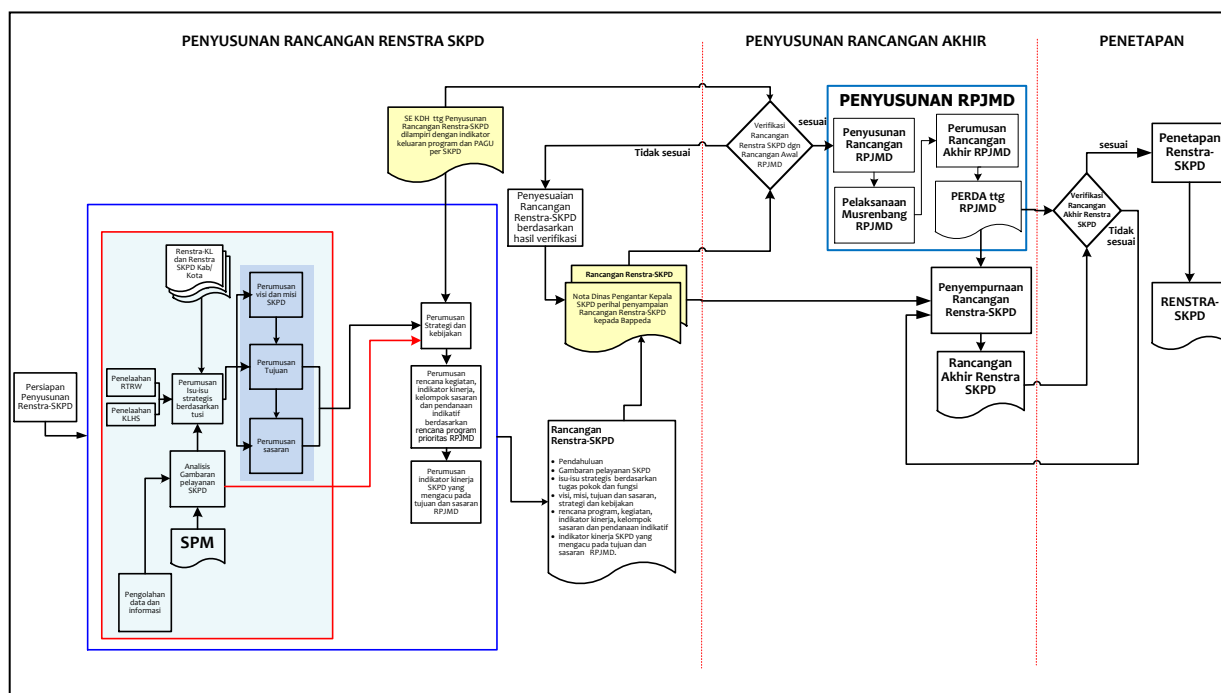 PENYUSUNAN RANCANGAN RENSTRA SKPD
PENYUSUNAN RANCANGAN AKHIR
PENETAPAN
Persiapan
Penyusunan
Renstra-SKPD
Renstra-KL
dan Renstra
SKPD Kab/
Kota
Penelaahan
RTRW
Penelaahan
KLHS
Perumusan
Isu-isu
strategis
berdasarkan
tusi
Analisis
Gambaran
pelayanan
SKPD
SPM
Pengolahan
data dan
informasi
Perumusan
visi dan misi
SKPD
Perumusan
Tujuan
Perumusan
sasaran
SE KDH ttg Penyusunan
Rancangan Renstra-SKPD
dilampiri dengan indikator
keluaran program dan PAGU
per SKPD
Perumusan
Strategi dan
kebijakan
Perumusan
rencana kegiatan,
indikator kinerja,
kelompok sasaran
dan pendanaan
indikatif
berdasarkan
rencana program
prioritas RPJMD
Perumusan
indikator kinerja
SKPD yang
mengacu pada
tujuan dan sasaran
RPJMD
Tidak sesuai
Penyesuaian
Rancangan
Renstra-SKPD
berdasarkan
hasil verifikasi
Rancangan Renstra-SKPD
Nota Dinas Pengantar Kepala
SKPD perihal penyampaian
Rancangan Renstra-SKPD
kepada Bappeda
Rancangan
Renstra-SKPD
• Pendahuluan
• Gambaran pelayanan SKPD
• isu-isu strategis berdasarkan
tugas pokok dan fungsi
• visi, misi, tujuan dan sasaran,
strategi dan kebijakan
• rencana program, kegiatan,
indikator kinerja, kelompok
sasaran dan pendanaan indikatif
• indikator kinerja SKPD yang
mengacu pada tujuan dan
sasaran RPJMD.
Verifikasi
Rancangan
Renstra SKPD dgn
Rancangan Awal
RPJMD
sesuai
PENYUSUNAN RPJMD
Penyusunan
Rancangan
RPJMD
Pelaksanaan
Musrenbang
RPJMD
Perumusan
Rancangan
Akhir RPJMD
PERDA ttg
RPJMD
Penyempurnaan
Rancangan
Renstra-SKPD
Rancangan
Akhir Renstra
SKPD
Verifikasi
Rancangan
Akhir Renstra
SKPD
sesuai
Tidak
sesuai
Penetapan
Renstra-
SKPD
RENSTRA-
SKPD